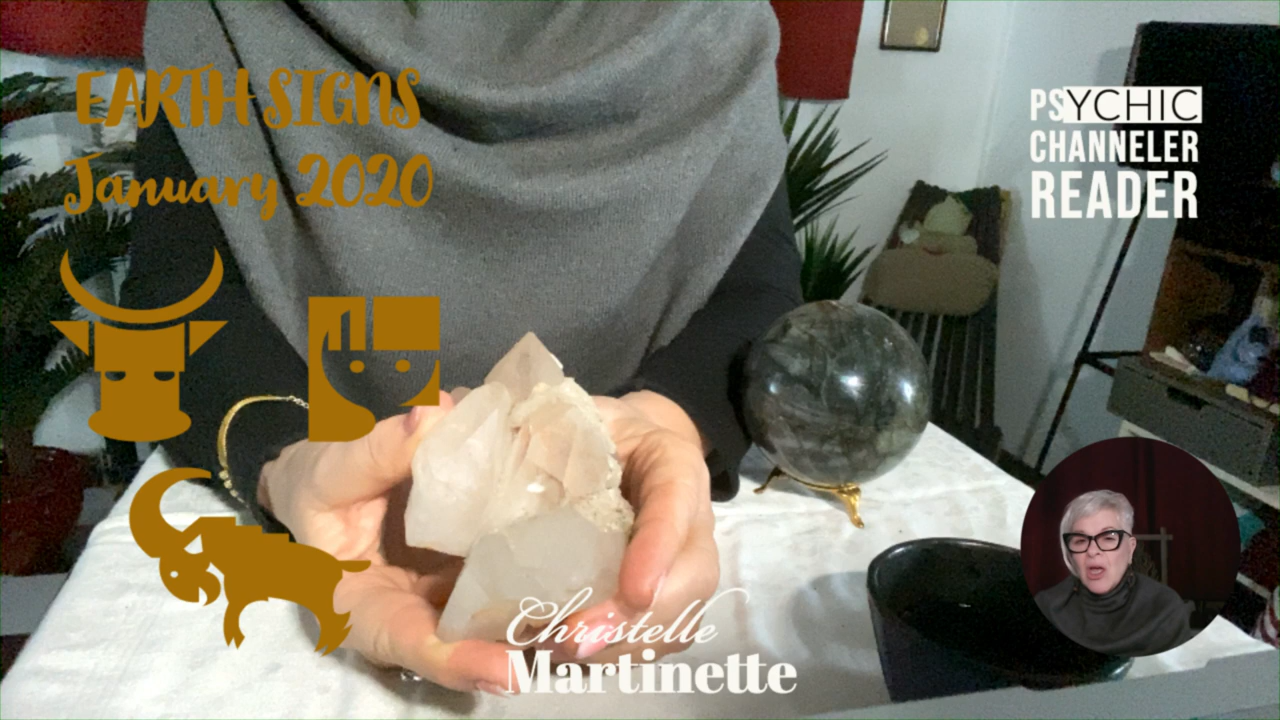 EARTH SIGNS
January 2020
PSYCHIC
CHANNELER
READER
Christelle
Martinette